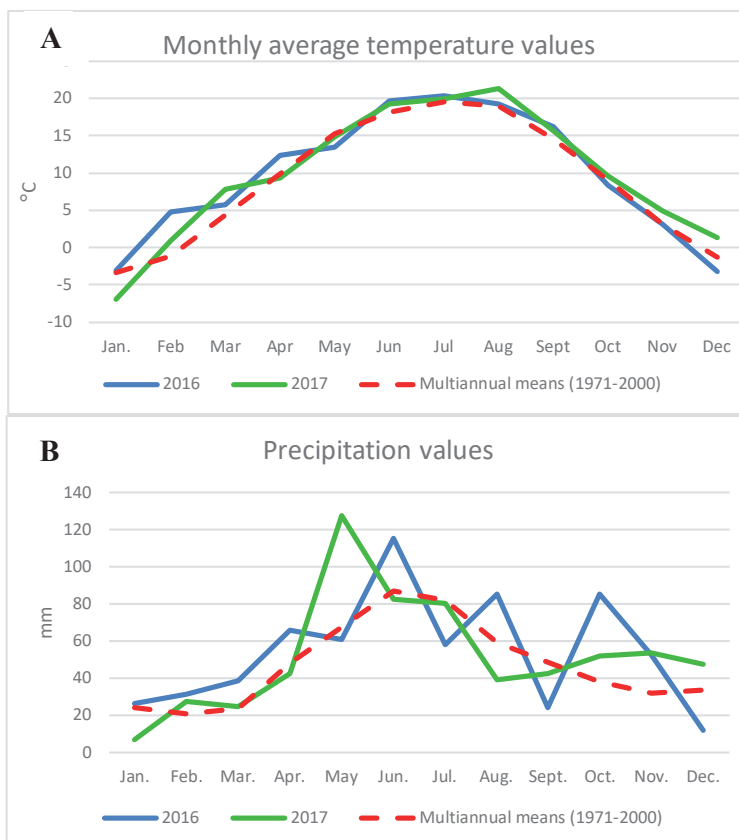 A
Monthly average temperature values
20
15
10
5
0
-5
-10
°C
Jan. Feb Mar Apr May Jun Jul Aug Sept Oct Nov Dec
2016 2017 Multiannual means (1971-2000)
B
Precipitation values
140
120
100
80
60
40
20
0
mm
Jan. Feb. Mar. Apr. May Jun. Jul. Aug. Sept. Oct. Nov. Dec.
2016 2017 Multiannual means (1971-2000)